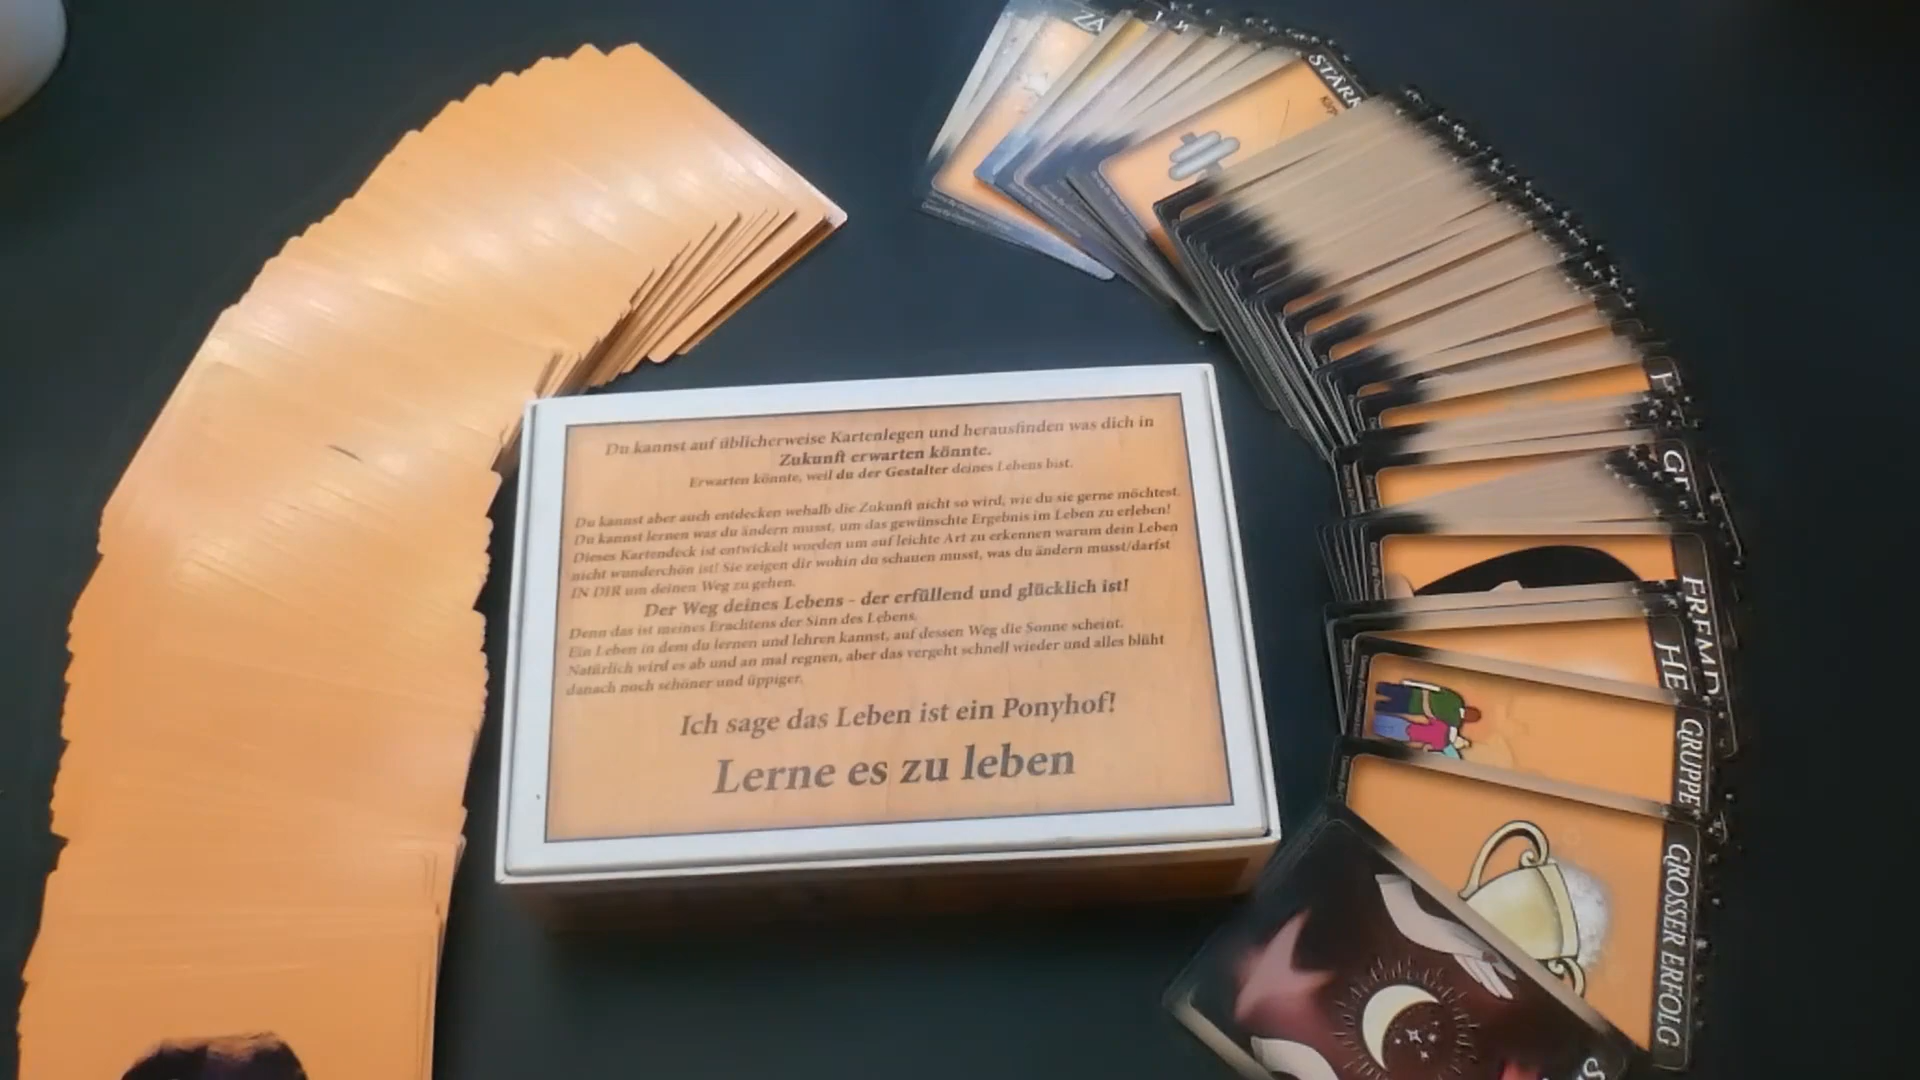 Du kannst auf üblicherweise Kartenlegen und herausfinden was dich in
Zukunft erwarten könnte.
Erwarten könnte, weil du der Gestalter deines Lebens bist.
Du kannst aber auch entdecken wehalb die Zukunft nicht so wird, wie du sie gerne möchtest.
Du kannst lernen was du ändern musst, um das gewünschte Ergebnis im Leben zu erleben!
Dieses Kartendeck ist entwickelt worden um auf leichte Art zu erkennen warum dein Leben
nicht wunderschön ist! Sie zeigen dir wohin du schauen musst, was du ändern musst/darfst
IN DIR um deinen Weg zu gehen.
Der Weg deines Lebens - der erfüllend und glücklich ist!
Denn das ist meines Erachtens der Sinn des Lebens.
Ein Leben in dem du lernen und lehren kannst, auf dessen Weg die Sonne scheint.
Natürlich wird es ab und an mal regnen, aber das vergeht schnell wieder und alles blüht
danach noch schöner und üppiger.
Ich sage das Leben ist ein Ponyhof!
Lerne es zu leben
STÄRK
FREMD
HE
GRUPPE
GROSSER ERFOLG